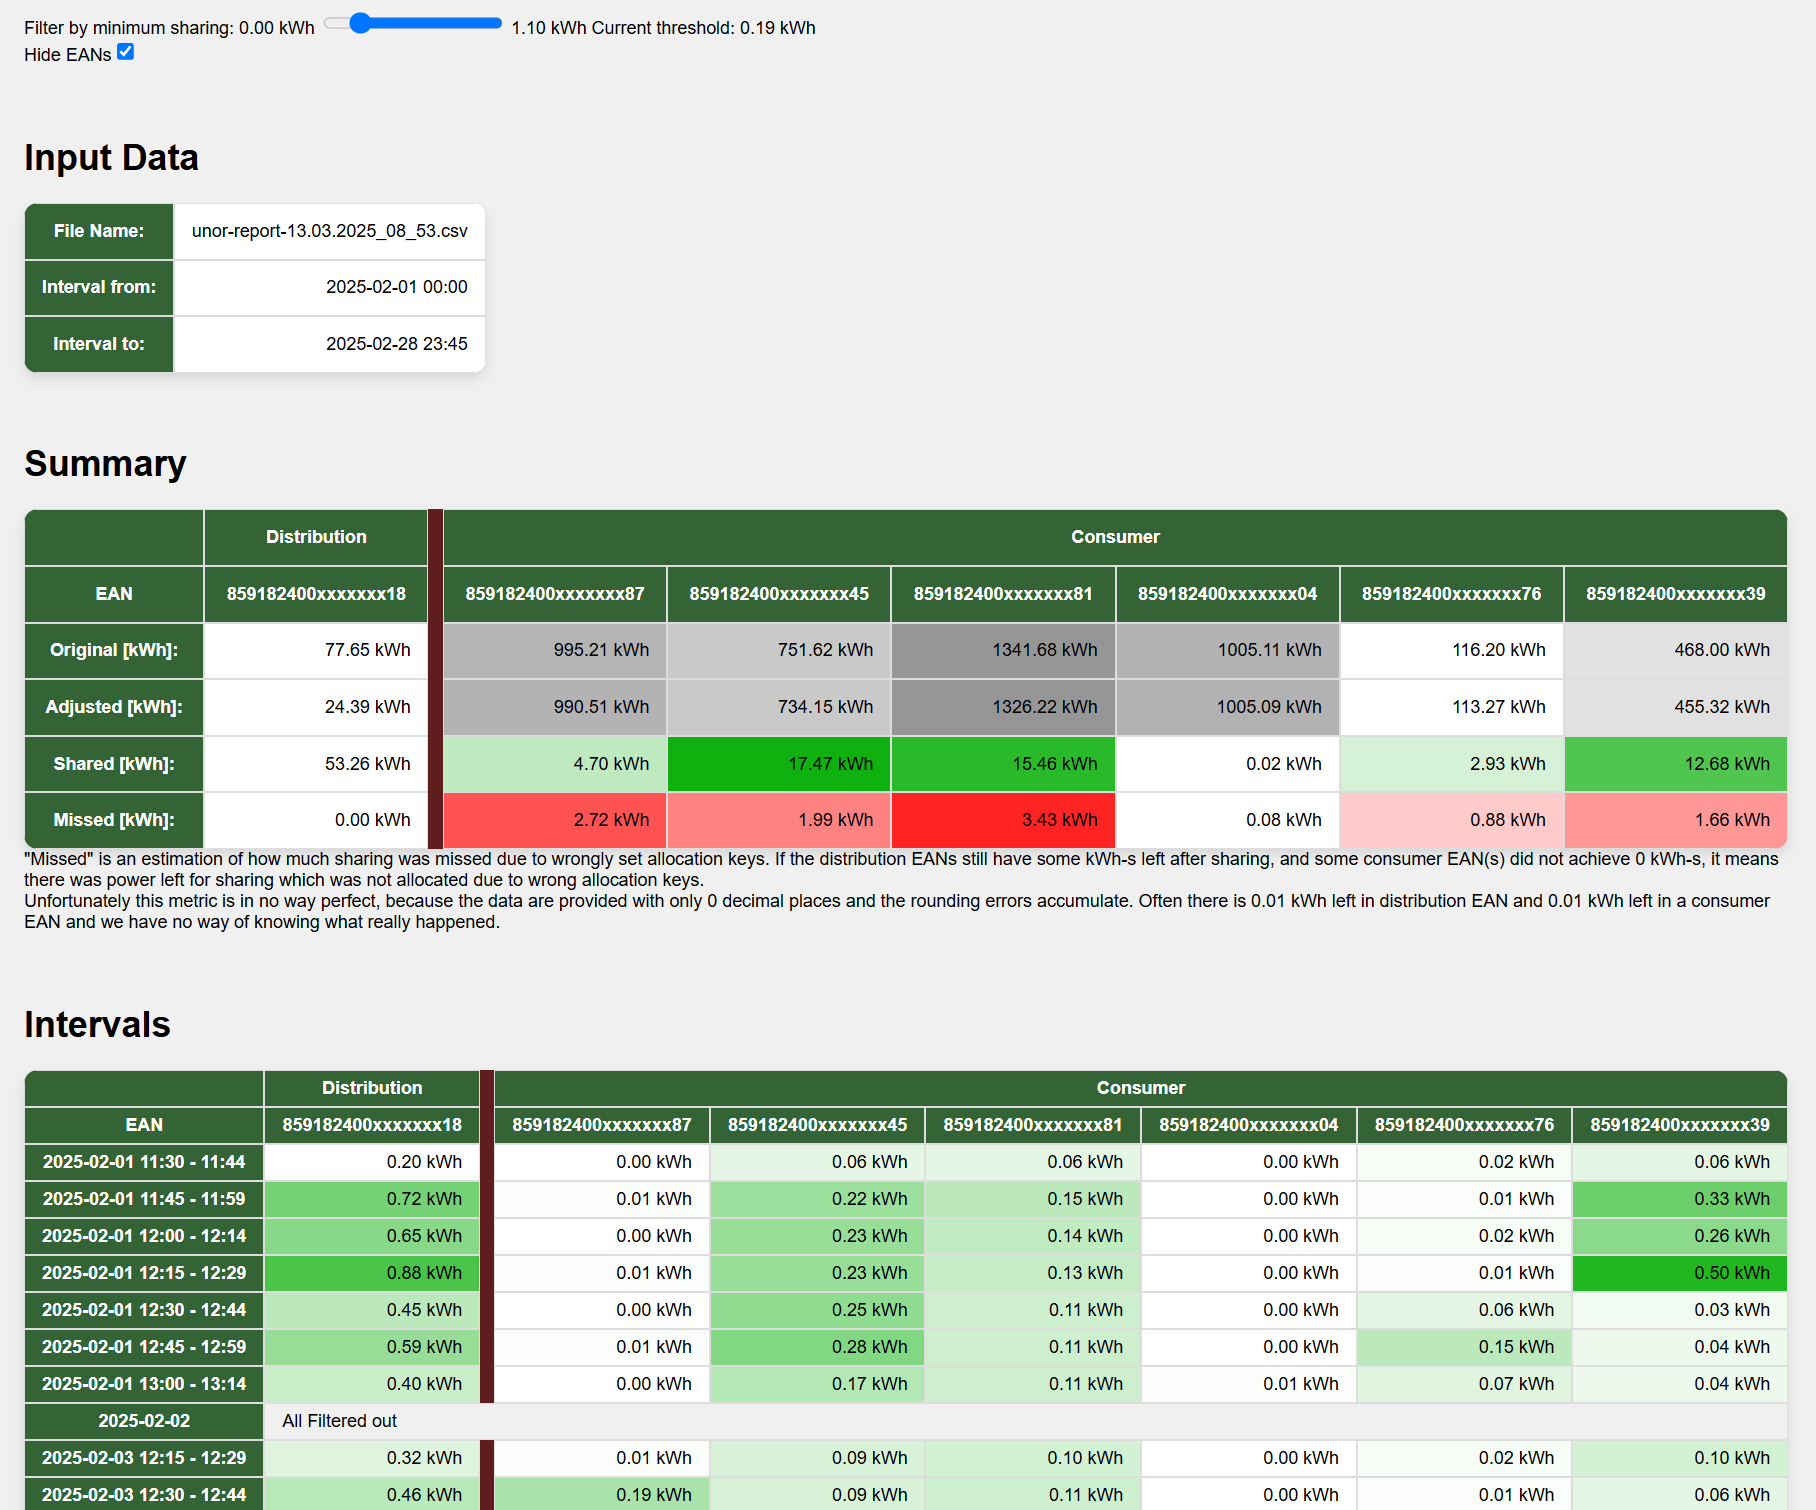 Filter by minimum sharing: 0.00 kWh 1.10 kWh Current threshold: 0.19 kWh
Hide EANs
Input Data
File Name: unor-report-13.03.2025_08_53.csv
Interval from: 2025-02-01 00:00
Interval to: 2025-02-28 23:45
Summary
Distribution Consumer
EAN 859182400xxxxxxx18 859182400xxxxxxx87 859182400xxxxxxx45 859182400xxxxxxx81 859182400xxxxxxx04 859182400xxxxxxx76 859182400xxxxxxx39
Original [kWh]: 77.65 kWh 995.21 kWh 751.62 kWh 1341.68 kWh 1005.11 kWh 116.20 kWh 468.00 kWh
Adjusted [kWh]: 24.39 kWh 990.51 kWh 734.15 kWh 1326.22 kWh 1005.09 kWh 113.27 kWh 455.32 kWh
Shared [kWh]: 53.26 kWh 4.70 kWh 17.47 kWh 15.46 kWh 0.02 kWh 2.93 kWh 12.68 kWh
Missed [kWh]: 0.00 kWh 2.72 kWh 1.99 kWh 3.43 kWh 0.08 kWh 0.88 kWh 1.66 kWh
"Missed" is an estimation of how much sharing was missed due to wrongly set allocation keys. If the distribution EANs still have some kWh-s left after sharing, and some consumer EAN(s) did not achieve 0 kWh-s, it means
there was power left for sharing which was not allocated due to wrong allocation keys.
Unfortunately this metric is in no way perfect, because the data are provided with only 0 decimal places and the rounding errors accumulate. Often there is 0.01 kWh left in distribution EAN and 0.01 kWh left in a consumer
EAN and we have no way of knowing what really happened.
Intervals
Distribution Consumer
EAN 859182400xxxxxxx18 859182400xxxxxxx87 859182400xxxxxxx45 859182400xxxxxxx81 859182400xxxxxxx04 859182400xxxxxxx76 859182400xxxxxxx39
2025-02-01 11:30 - 11:44 0.20 kWh 0.00 kWh 0.06 kWh 0.06 kWh 0.00 kWh 0.02 kWh 0.06 kWh
2025-02-01 11:45 - 11:59 0.72 kWh 0.01 kWh 0.22 kWh 0.15 kWh 0.00 kWh 0.01 kWh 0.33 kWh
2025-02-01 12:00 - 12:14 0.65 kWh 0.00 kWh 0.23 kWh 0.14 kWh 0.00 kWh 0.02 kWh 0.26 kWh
2025-02-01 12:15 - 12:29 0.88 kWh 0.01 kWh 0.23 kWh 0.13 kWh 0.00 kWh 0.01 kWh 0.50 kWh
2025-02-01 12:30 - 12:44 0.45 kWh 0.00 kWh 0.25 kWh 0.11 kWh 0.00 kWh 0.06 kWh 0.03 kWh
2025-02-01 12:45 - 12:59 0.59 kWh 0.01 kWh 0.28 kWh 0.11 kWh 0.00 kWh 0.15 kWh 0.04 kWh
2025-02-01 13:00 - 13:14 0.40 kWh 0.00 kWh 0.17 kWh 0.11 kWh 0.01 kWh 0.07 kWh 0.04 kWh
2025-02-02 All Filtered out
2025-02-03 12:15 - 12:29 0.32 kWh 0.01 kWh 0.09 kWh 0.10 kWh 0.00 kWh 0.02 kWh 0.10 kWh
2025-02-03 12:30 - 12:44 0.46 kWh 0.19 kWh 0.09 kWh 0.11 kWh 0.00 kWh 0.01 kWh 0.06 kWh